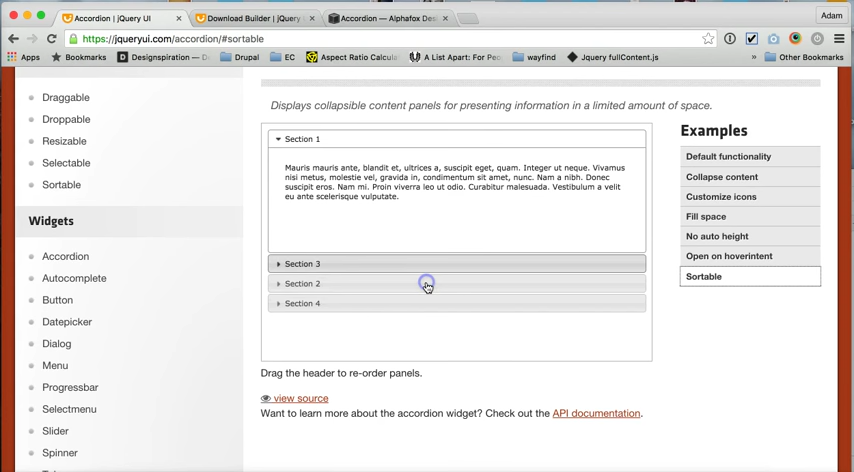 Accordion | jQuery UI
Download Builder | jQuery
Accordion — Alphafox Des
Adam
https://jqueryui.com/accordion/#sortable
Apps
Bookmarks
Designspiration —
Drupal
EC
Aspect Ratio Calcula
A List Apart: For Peo
wayfind
Jquery fullContent.js
»
Other Bookmarks
Draggable
Droppable
Resizable
Selectable
Sortable
Widgets
Accordion
Autocomplete
Button
Datepicker
Dialog
Menu
Progressbar
Selectmenu
Slider
Spinner
Displays collapsible content panels for presenting information in a limited amount of space.
Section 1
Mauris mauris ante, blandit et, ultrices a, suscipit eget, quam. Integer ut neque. Vivamus
nisi metus, molestie vel, gravida in, condimentum sit amet, nunc. Nam a nibh. Donec
suscipit eros. Nam mi. Proin viverra leo ut odio. Curabitur malesuada. Vestibulum a velit
eu ante scelerisque vulputate.
Section 3
Section 2
Section 4
Drag the header to re-order panels.
view source
Want to learn more about the accordion widget? Check out the API documentation.
Examples
Default functionality
Collapse content
Customize icons
Fill space
No auto height
Open on hoverintent
Sortable